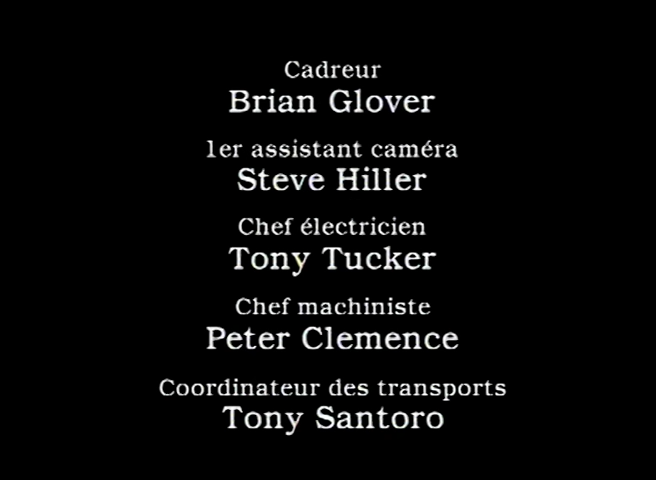 Cadreur
Brian Glover
1er assistant caméra
Steve Hiller
Chef électricien
Tony Tucker
Chef machiniste
Peter Clemence
Coordinateur des transports
Tony Santoro